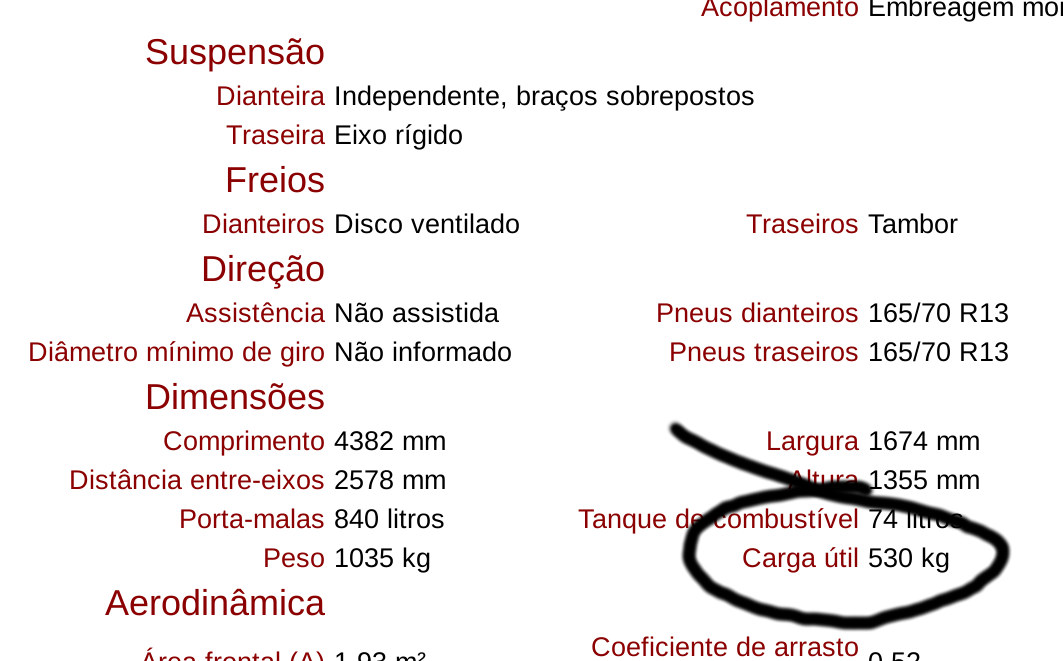 Acoplamento Embreagem
Suspensão
Dianteira Independente, braços sobrepostos
Traseira Eixo rígido
Freios
Dianteiros Disco ventilado Traseiros Tambor
Direção
Assistência Não assistida Pneus dianteiros 165/70 R13
Diâmetro mínimo de giro Não informado Pneus traseiros 165/70 R13
Dimensões
Comprimento 4382 mm Largura 1674 mm
Distância entre-eixos 2578 mm Altura 1355 mm
Porta-malas 840 litros Tanque de combustível 74 litros
Peso 1035 kg Carga útil 530 kg
Aerodinâmica
Coeficiente de arrasto
Área frontal (A) 1,93 m² 0,52